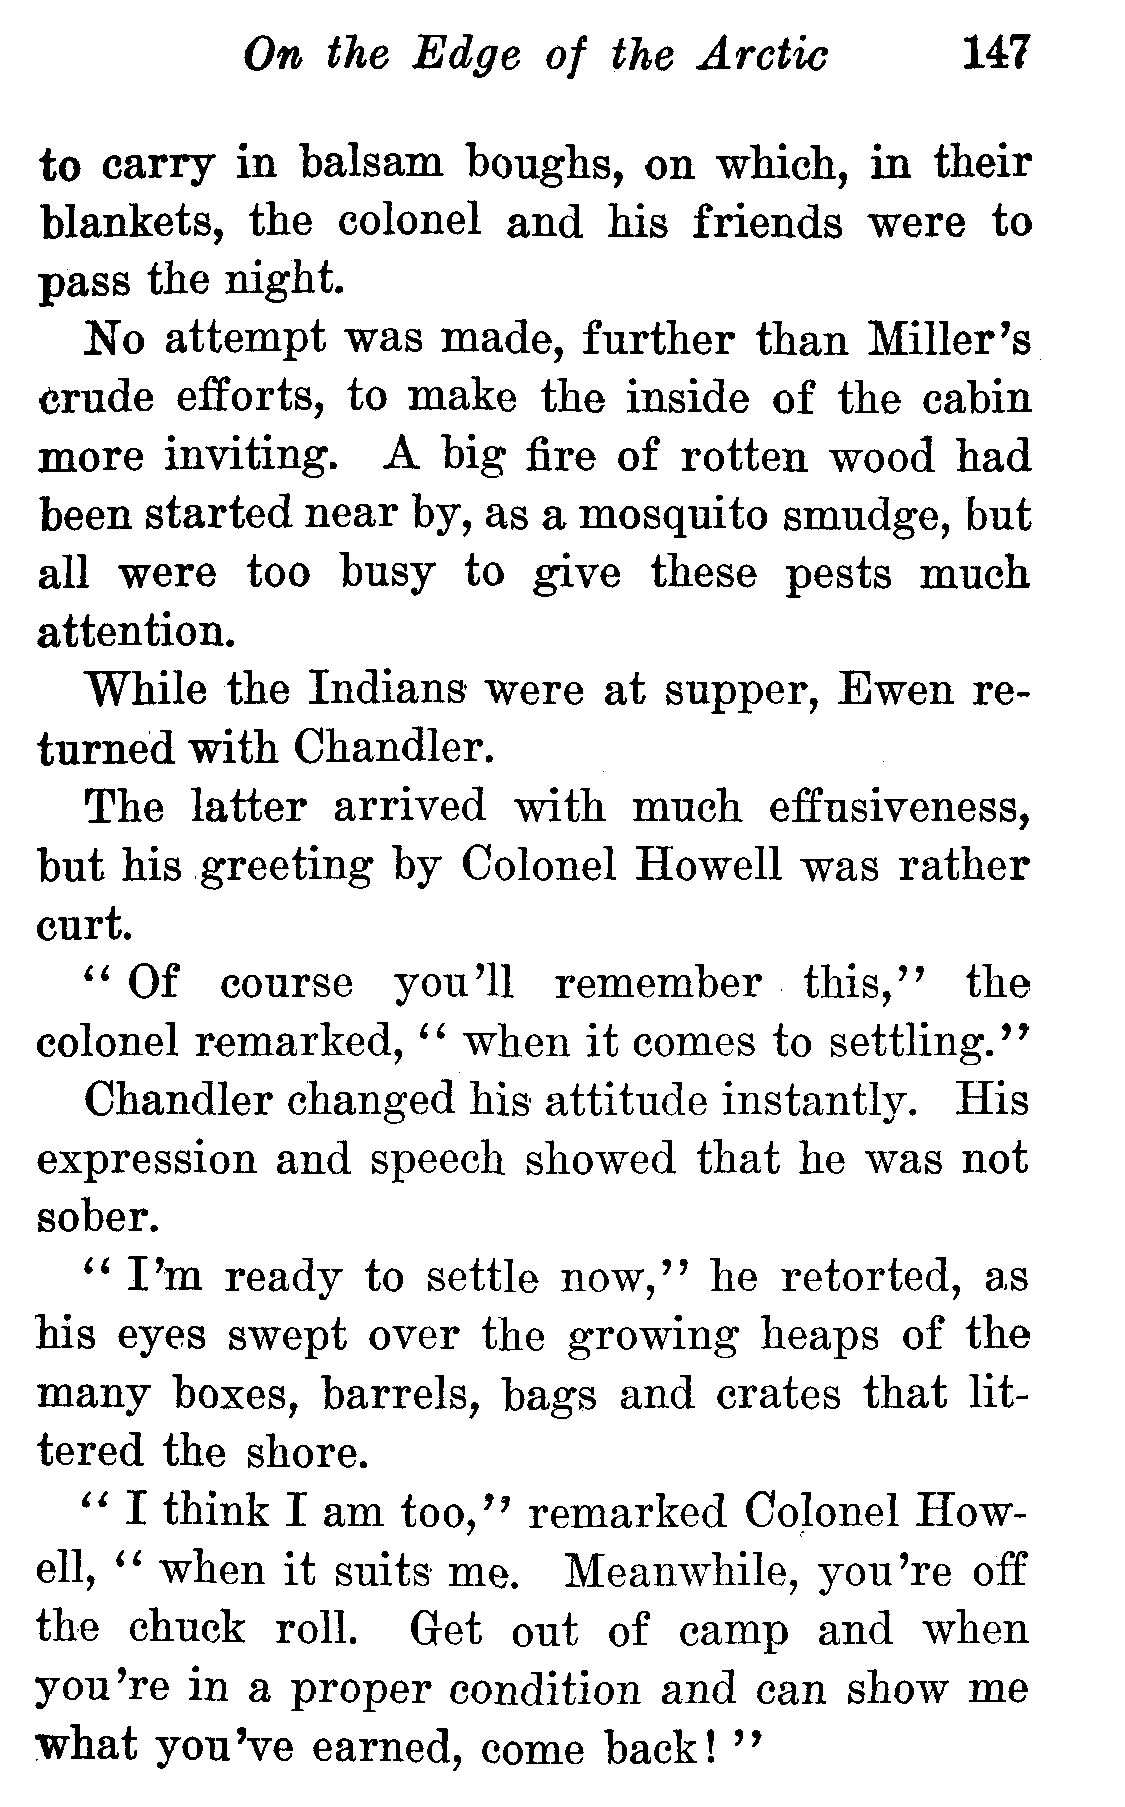 On the Edge of the Arctic 147
to carry in balsam boughs, on which, in their
blankets, the colonel and his friends were to
pass the night.
No attempt was made, further than Miller's
crude efforts, to make the inside of the cabin
more inviting. A big fire of rotten wood had
been started near by, as a mosquito smudge, but
all were too busy to give these pests much
attention.
While the Indians were at supper, Ewen re-
turned with Chandler.
The latter arrived with much effusiveness,
but his greeting by Colonel Howell was rather
curt.
“ Of course you'll remember this,” the
colonel remarked, “ when it comes to settling.”
Chandler changed his attitude instantly. His
expression and speech showed that he was not
sober.
“ I'm ready to settle now,” he retorted, as
his eyes swept over the growing heaps of the
many boxes, barrels, bags and crates that lit-
tered the shore.
“ I think I am too,” remarked Colonel How-
ell, “ when it suits me. Meanwhile, you're off
the chuck roll. Get out of camp and when
you're in a proper condition and can show me
what you've earned, come back! ”